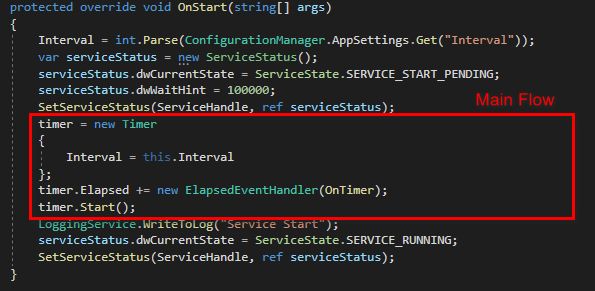 protected override void OnStart(string[] args)
{
    Interval = int.Parse(ConfigurationManager.AppSettings.Get("Interval"));
    var serviceStatus = new ServiceStatus();
    serviceStatus.dwCurrentState = ServiceState.SERVICE_START_PENDING;
    serviceStatus.dwWaitHint = 100000;
    SetServiceStatus(ServiceHandle, ref serviceStatus);
Main Flow
    timer = new Timer
    {
        Interval = this.Interval
    };
    timer.Elapsed += new ElapsedEventHandler(OnTimer);
    timer.Start();
    LoggingService.WriteToLog("Service Start");
    serviceStatus.dwCurrentState = ServiceState.SERVICE_RUNNING;
    SetServiceStatus(ServiceHandle, ref serviceStatus);
}